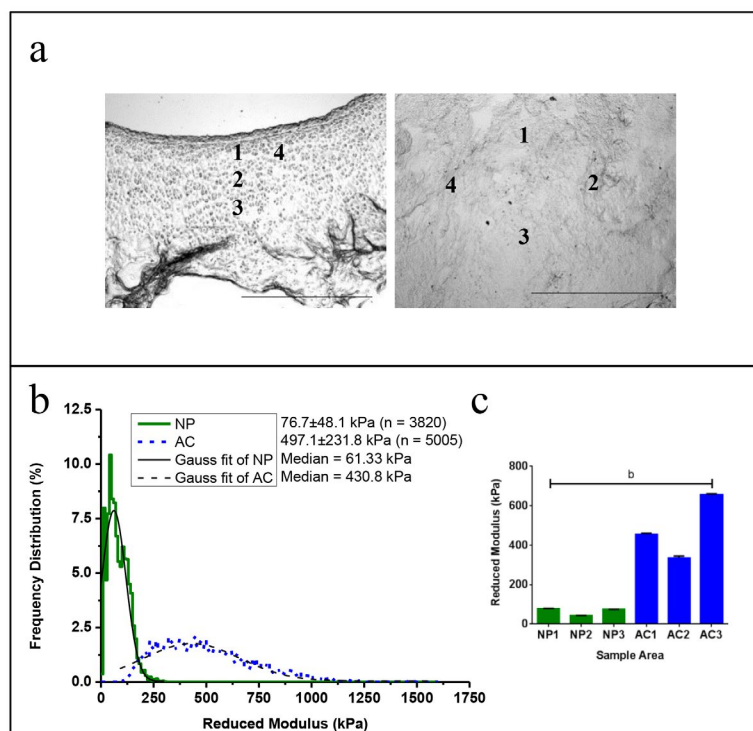 a
1 4
2
3
1
4 2
3
b
12.5
10.0
7.5
5.0
2.5
0.0
Frequency Distribution (%)
NP 76.7±48.1 kPa (n = 3820)
AC 497.1±231.8 kPa (n = 5005)
Gauss fit of NP Median = 61.33 kPa
Gauss fit of AC Median = 430.8 kPa
0 250 500 750 1000 1250 1500 1750
Reduced Modulus (kPa)
c
800
600
400
200
0
Reduced Modulus (kPa)
b
NP1 NP2 NP3 AC1 AC2 AC3
Sample Area